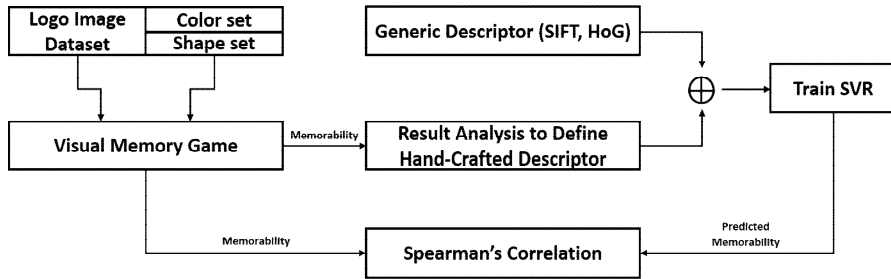 Logo Image
Dataset
Color set
Shape set
Generic Descriptor (SIFT, HoG)
Train SVR
Visual Memory Game
Memorability
Result Analysis to Define
Hand-Crafted Descriptor
Memorability
Spearman's Correlation
Predicted
Memorability